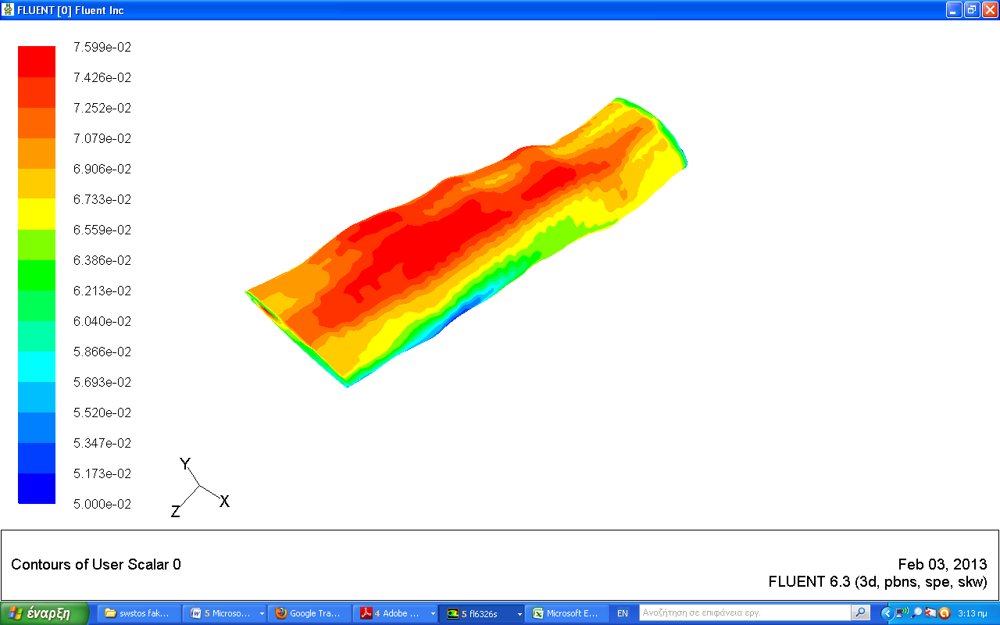 FLUENT [0] Fluent Inc
7.599e-02
7.426e-02
7.252e-02
7.079e-02
6.906e-02
6.733e-02
6.559e-02
6.386e-02
6.213e-02
6.040e-02
5.866e-02
5.693e-02
5.520e-02
5.347e-02
5.173e-02
5.000e-02
Y
X
Z
Contours of User Scalar 0
Feb 03, 2013
FLUENT 6.3 (3d, pbns, spe, skw)
έναρξη swstos fak... 5 Microso... Google Tra... 4 Adobe ... 5 fl6326s Microsoft E... EN Αναζήτηση σε επιφάνεια εργ. 3:13 πμ